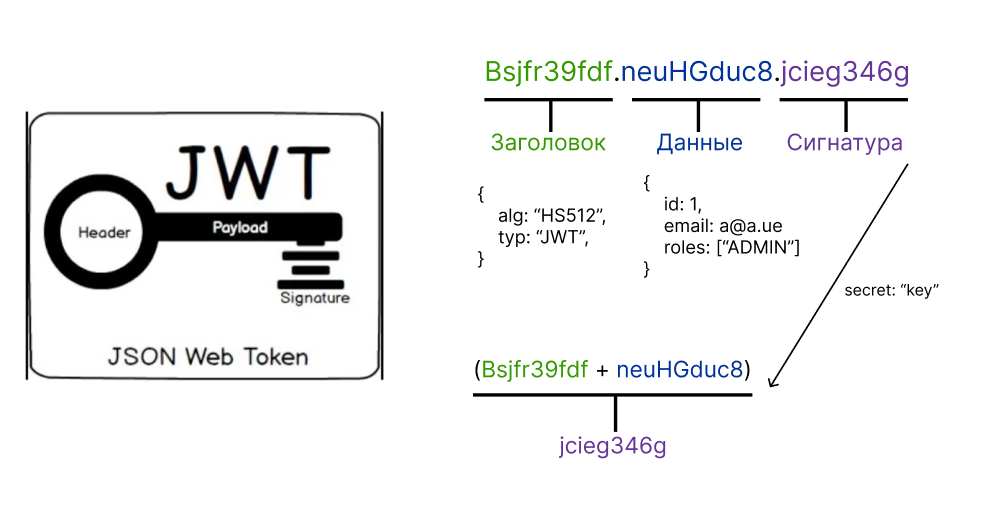 JWT
Header
Payload
Signature
JSON Web Token
Bsjfr39fdf.neuHGduc8.jcieg346g
Заголовок
Данные
Сигнатура
{
alg: “HS512”,
typ: “JWT”,
}
{
id: 1,
email: a@a.ue
roles: [“ADMIN”]
}
secret: “key”
(Bsjfr39fdf + neuHGduc8)
jcieg346g